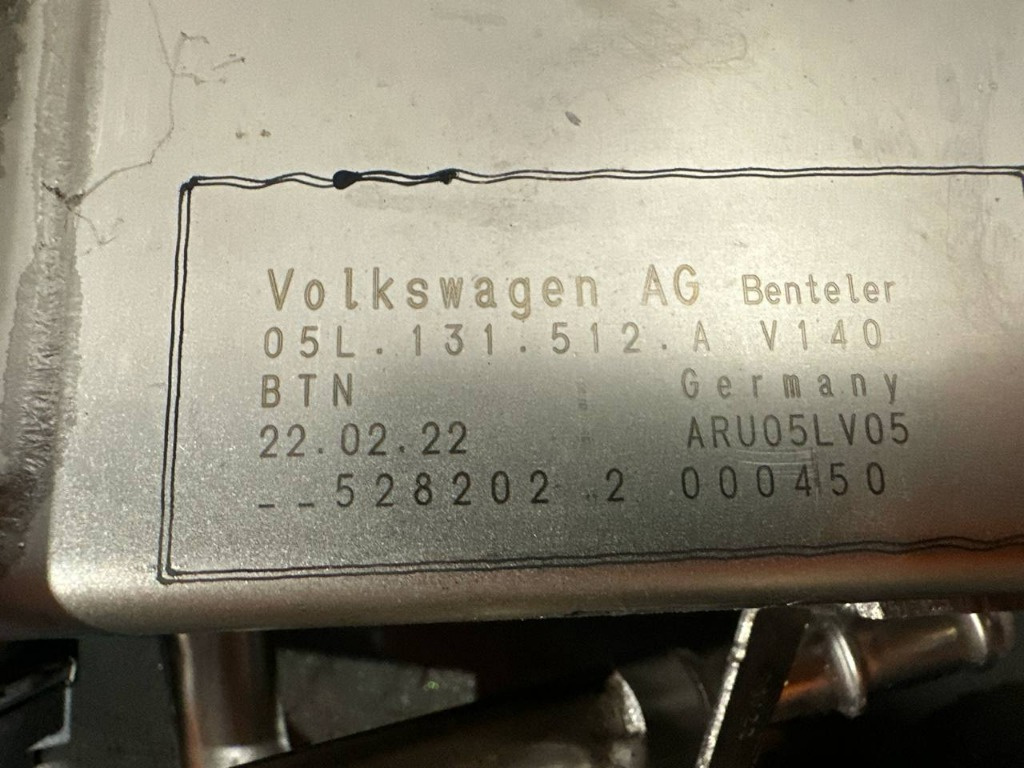 Volkswagen AG Benteler
05L.131.512.A V140
BTN Germany
22.02.22 ARU05LV05
__528202 2 000450